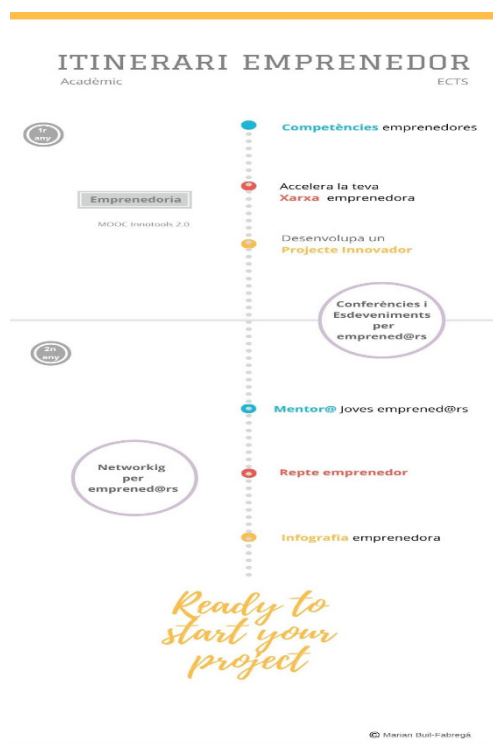 ITINERARI EMPRENEDOR
Acadèmic
ECTS
1r
any
Competències emprenedores
Emprenedoria
MOOC Innotools 2.0
Accelera la teva
Xarxa emprenedora
Desenvolupa un
Projecte Innovador
Conferències i
Esdeveniments
per
emprened@rs
2n
any
Mentor@ Joves emprened@rs
Networkig
per
emprened@rs
Repte emprenedor
Infografia emprenedora
Ready to
start your
project
© Marian Buil-Fabregà